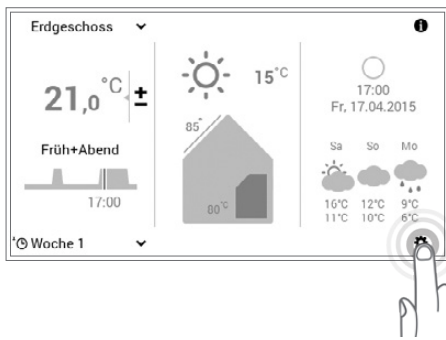 Erdgeschoss
21,0 °C ±
Früh+Abend
17:00
Woche 1
15°C
85°
80°C
17:00
Fr, 17.04.2015
Sa So Mo
16°C 12°C 9°C
11°C 10°C 6°C